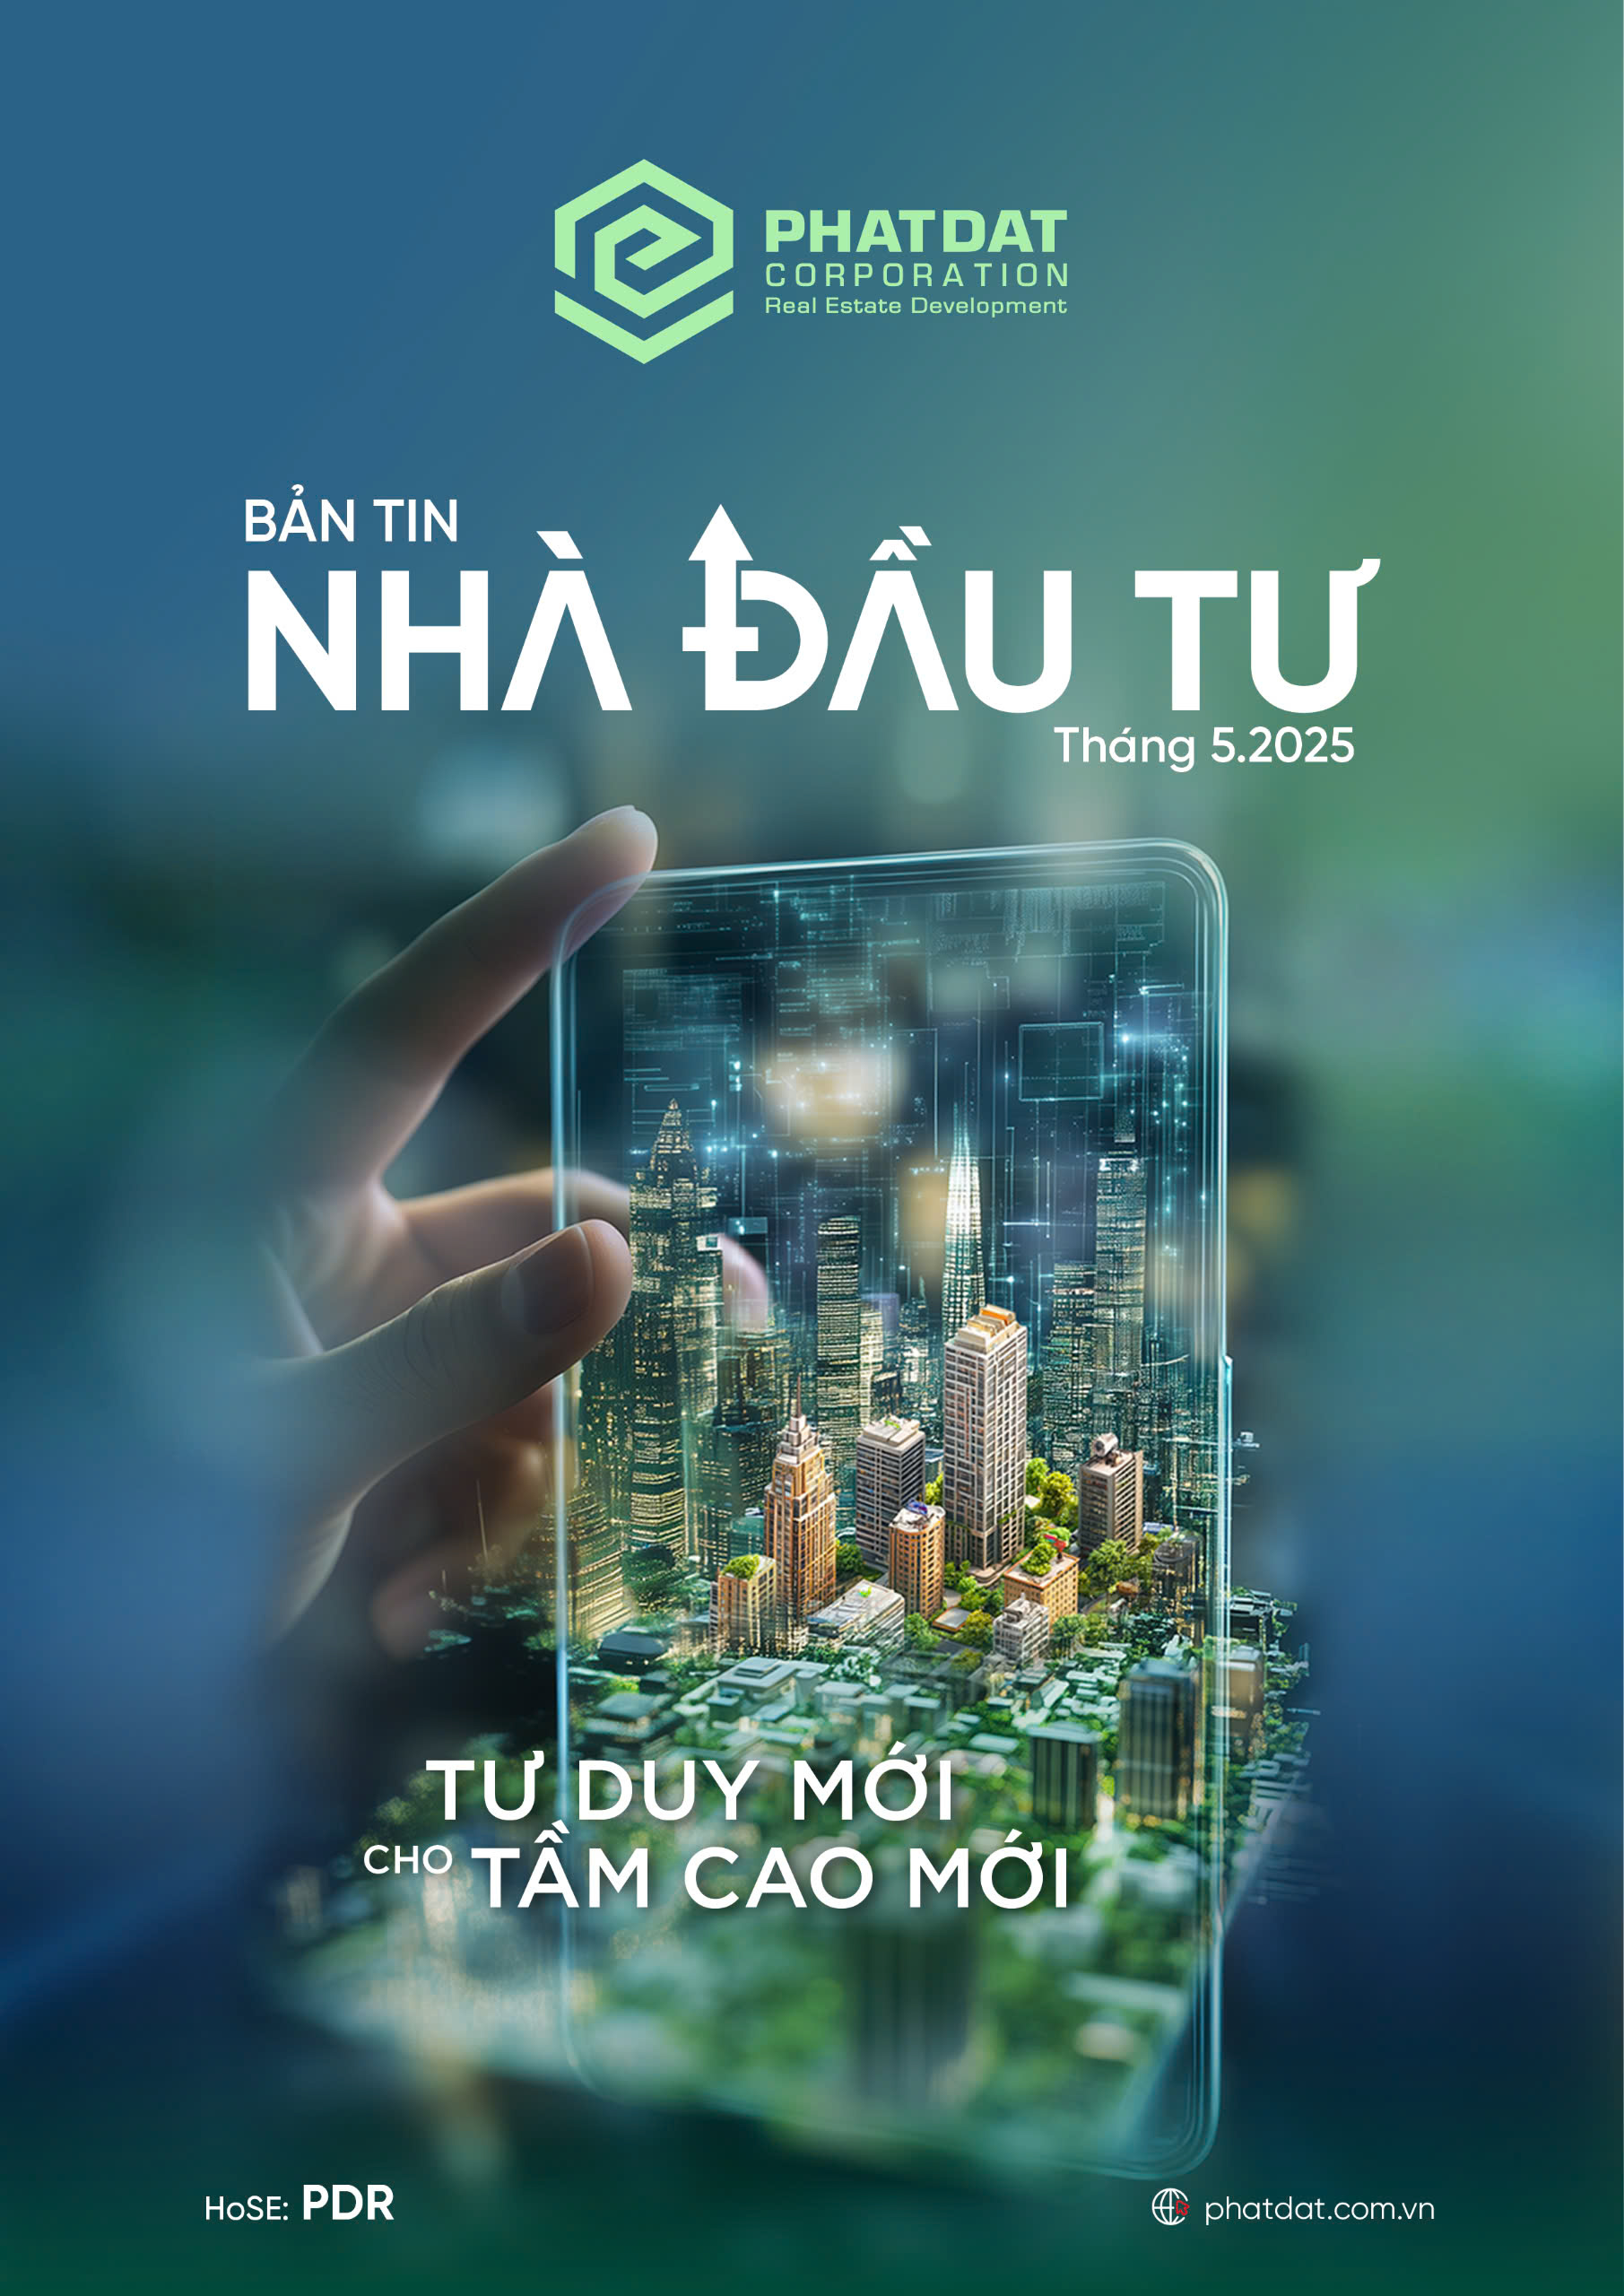 PHATDAT
CORPORATION
Real Estate Development
BẢN TIN
NHÀ ĐẦU TƯ
Tháng 5.2025
TƯ DUY MỚI
CHO TẦM CAO MỚI
HoSE: PDR
phatdat.com.vn